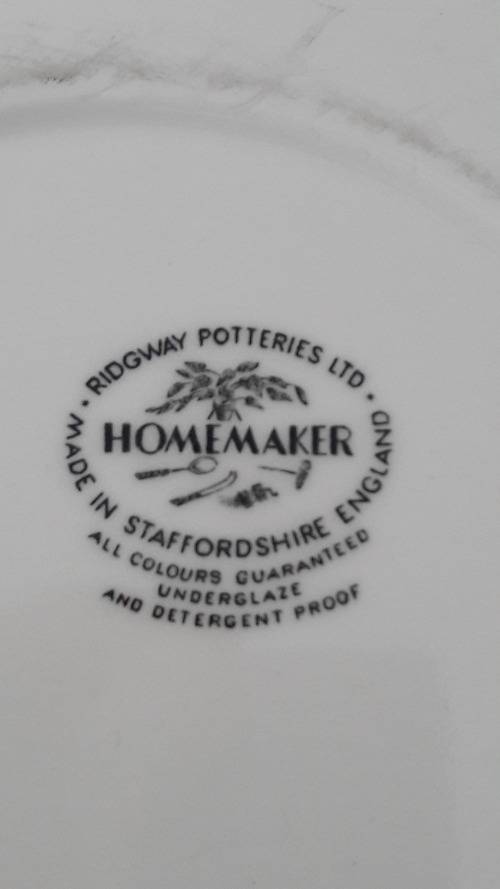 • RIDGWAY POTTERIES LTD •
HOMEMAKER
MADE IN STAFFORDSHIRE ENGLAND
ALL COLOURS GUARANTEED
UNDERGLAZE
AND DETERGENT PROOF